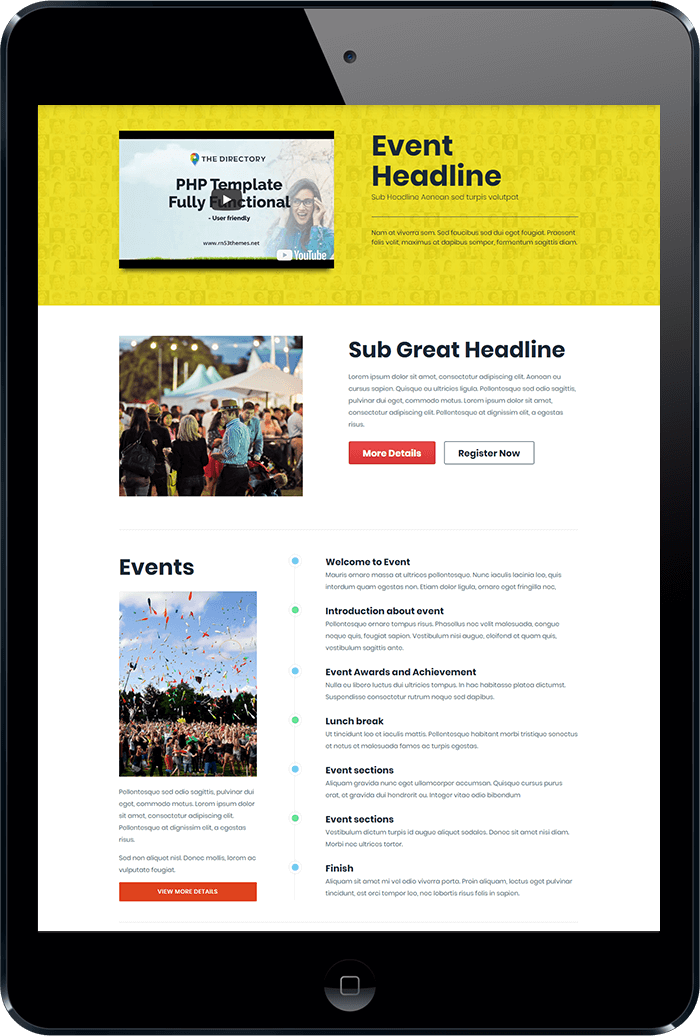 THE DIRECTORY
PHP Template
Fully Functional
- User friendly
www.rn53themes.net
YouTube
Event
Headline
Sub Headline Aenean sed turpis volutpat
Nam at viverra sem. Sed faucibus sed dui eget feugiat. Praesent
felis velit, maximus at dapibus semper, fermentum sagittis diam.
Sub Great Headline
Lorem ipsum dolor sit amet, consectetur adipiscing elit. Aenean eu
cursus sapien. Quisque eu ultricies ligula. Pellentesque sed odio sagittis,
pulvinar dui eget, commodo metus. Lorem ipsum dolor sit amet,
consectetur adipiscing elit. Pellentesque at dignissim elit, a egestas
risus.
More Details
Register Now
Events
Pellentesque sed odio sagittis, pulvinar dui
eget, commodo metus. Lorem ipsum dolor
sit amet, consectetur adipiscing elit.
Pellentesque at dignissim elit, a egestas
risus.
Sed non aliquet nisl. Donec mollis, lorem ac
vulputate feugiat.
VIEW MORE DETAILS
Welcome to Event
Mauris ornare massa at ultrices pellentesque. Nunc iaculis lacinia leo, quis
interdum quam egestas non. Etiam dolor ligula, ornare eget fringilla nec,
Introduction about event
Pellentesque ornare tempus risus. Phasellus nec velit malesuada, congue
neque quis, feugiat sapien. Vestibulum nisi augue, eleifend et quam quis,
vestibulum sagittis ante.
Event Awards and Achievement
Nulla eu libero luctus dui ultricies tempus. In hac habitasse platea dictumst.
Suspendisse consectetur rutrum neque sed dapibus.
Lunch break
Ut tincidunt leo et iaculis mattis. Pellentesque habitant morbi tristique senectus
et netus et malesuada fames ac turpis egestas.
Event sections
Aliquam gravida nunc eget ullamcorper accumsan. Quisque cursus purus
erat, et gravida dui hendrerit eu. Integer vitae odio bibendum
Event sections
Vestibulum dictum turpis id augue aliquet sodales. Donec sit amet nisi diam.
Morbi nec ultrices tortor.
Finish
Aliquam sit amet mi vel odio viverra porta. Proin aliquam, lectus eget pulvinar
tincidunt, est orci tempor leo, nec lobortis risus felis in sapien.